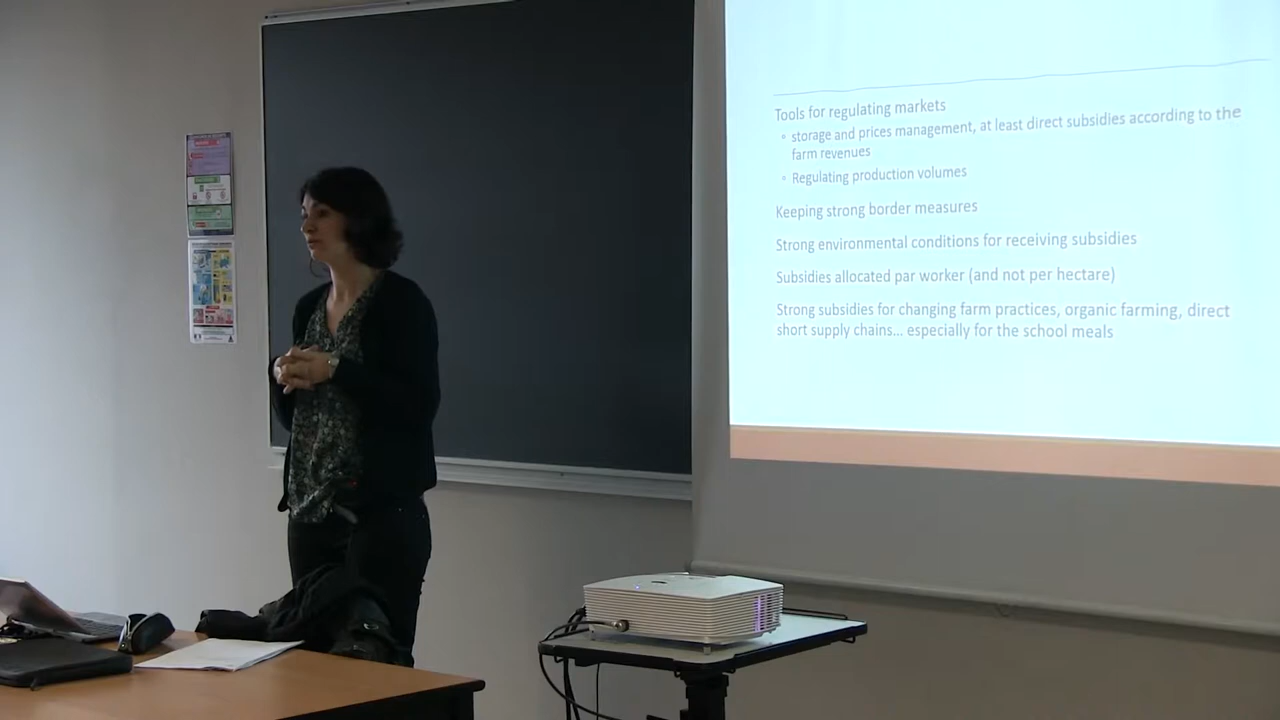 Tools for regulating markets
◦ storage and prices management, at least direct subsidies according to the
farm revenues
◦ Regulating production volumes
Keeping strong border measures
Strong environmental conditions for receiving subsidies
Subsidies allocated par worker (and not per hectare)
Strong subsidies for changing farm practices, organic farming, direct
short supply chains... especially for the school meals